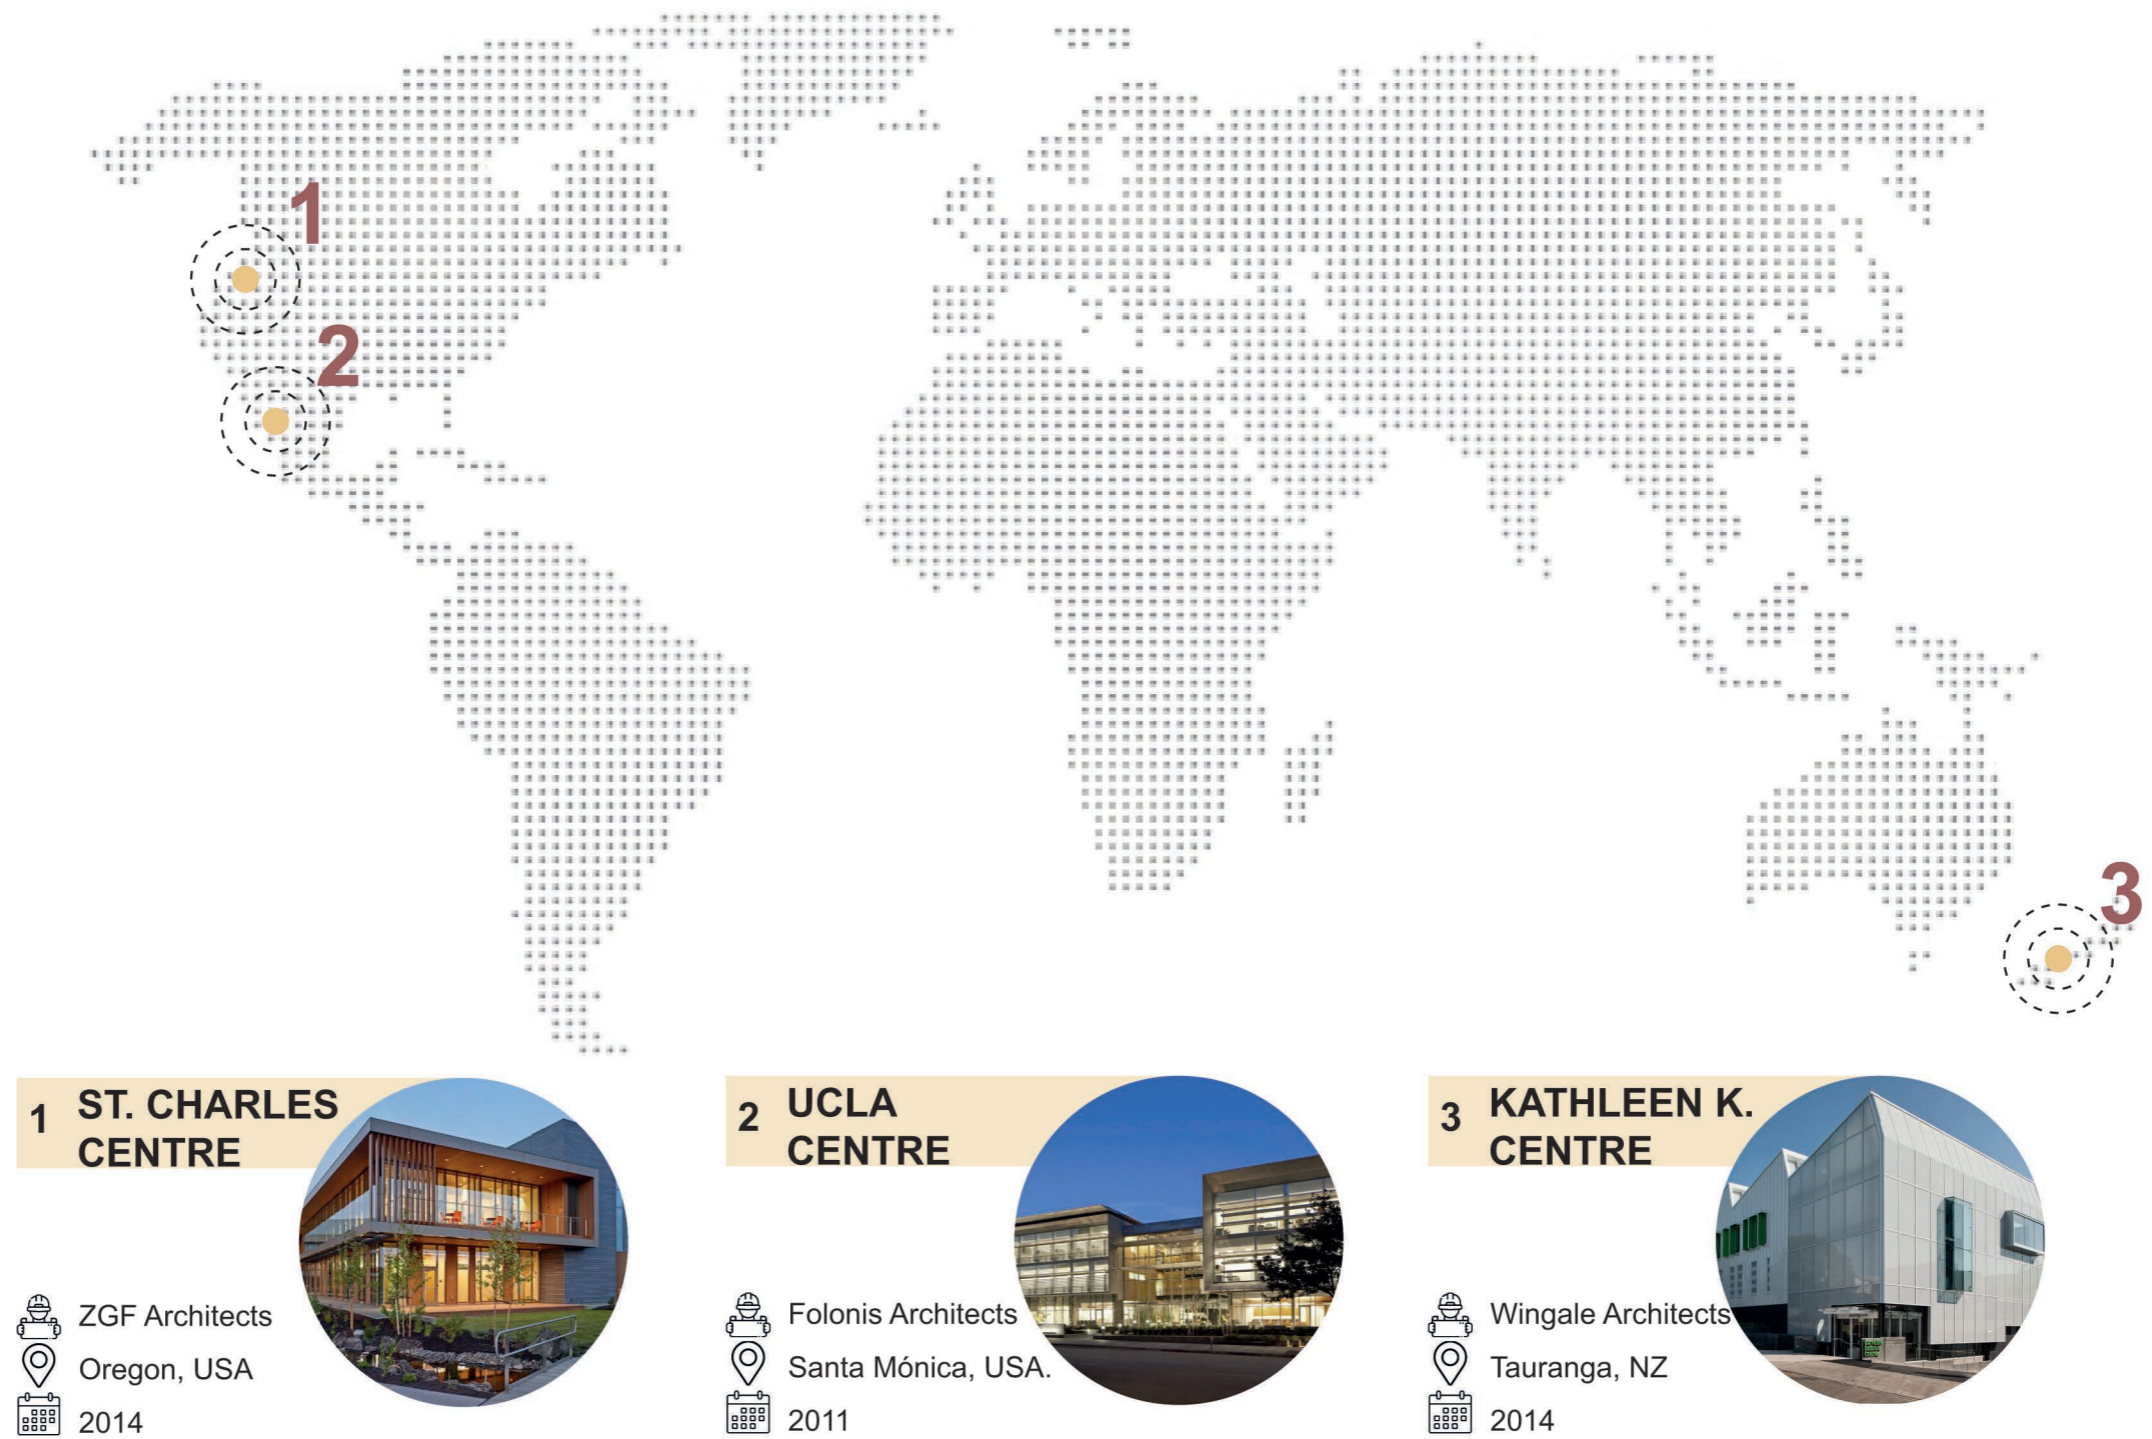 1
2
3
1
ST. CHARLES
CENTRE
ZGF Architects
Oregon, USA
2014
2
UCLA
CENTRE
Folonis Architects
Santa Mónica, USA.
2011
3
KATHLEEN K.
CENTRE
Wingale Architects
Tauranga, NZ
2014